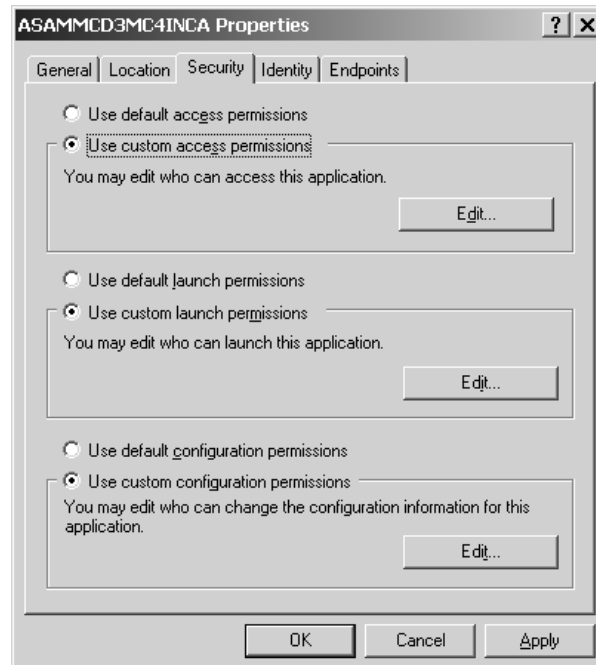 ASAMMCD3MC4INCA Properties
General Location Security Identity Endpoints
Use default access permissions
Use custom access permissions
You may edit who can access this application.
Edit...
Use default launch permissions
Use custom launch permissions
You may edit who can launch this application.
Edit...
Use default configuration permissions
Use custom configuration permissions
You may edit who can change the configuration information for this
application.
Edit...
OK Cancel Apply